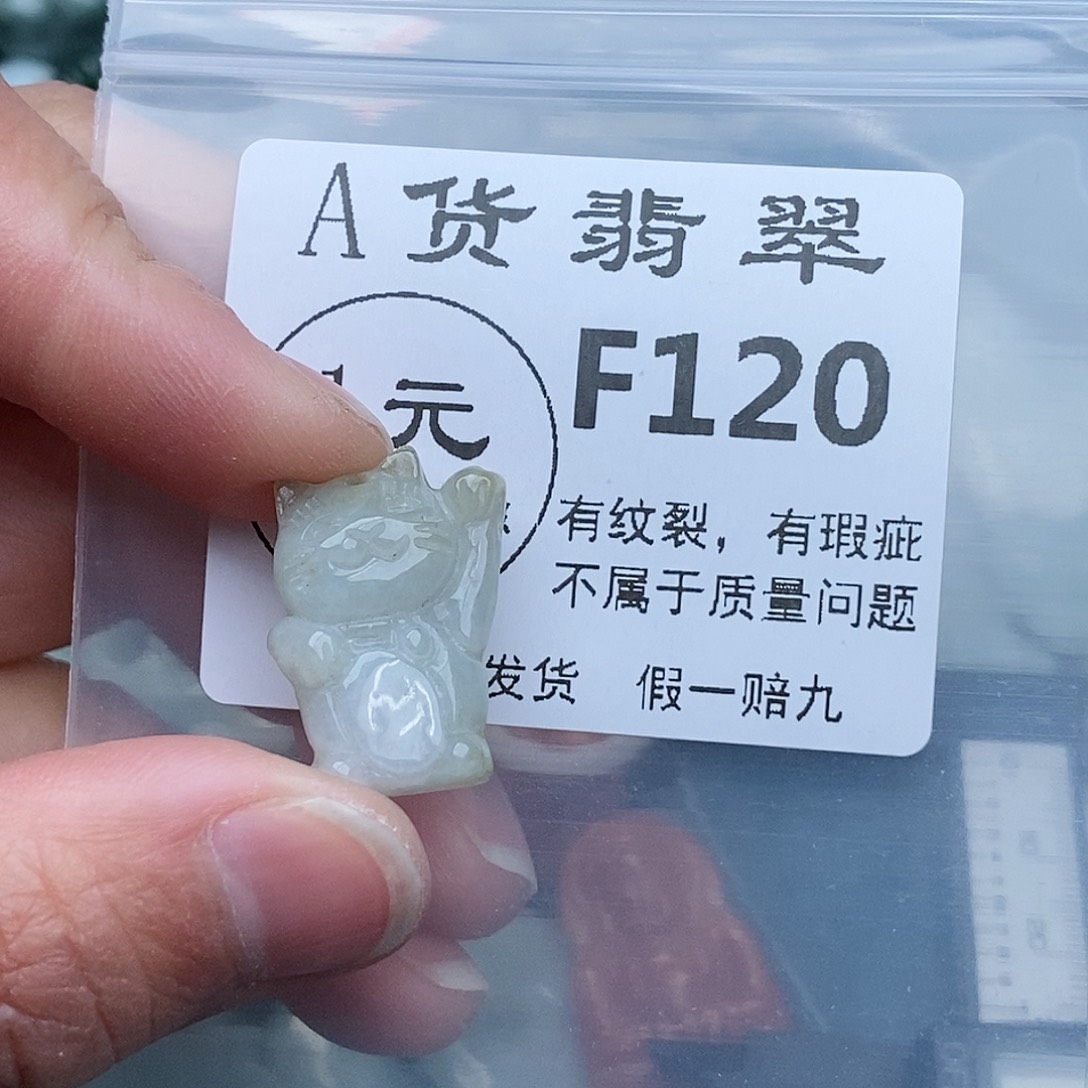 A货翡翠
元
F120
有纹裂，有瑕疵
不属于质量问题
发货 假一赔九